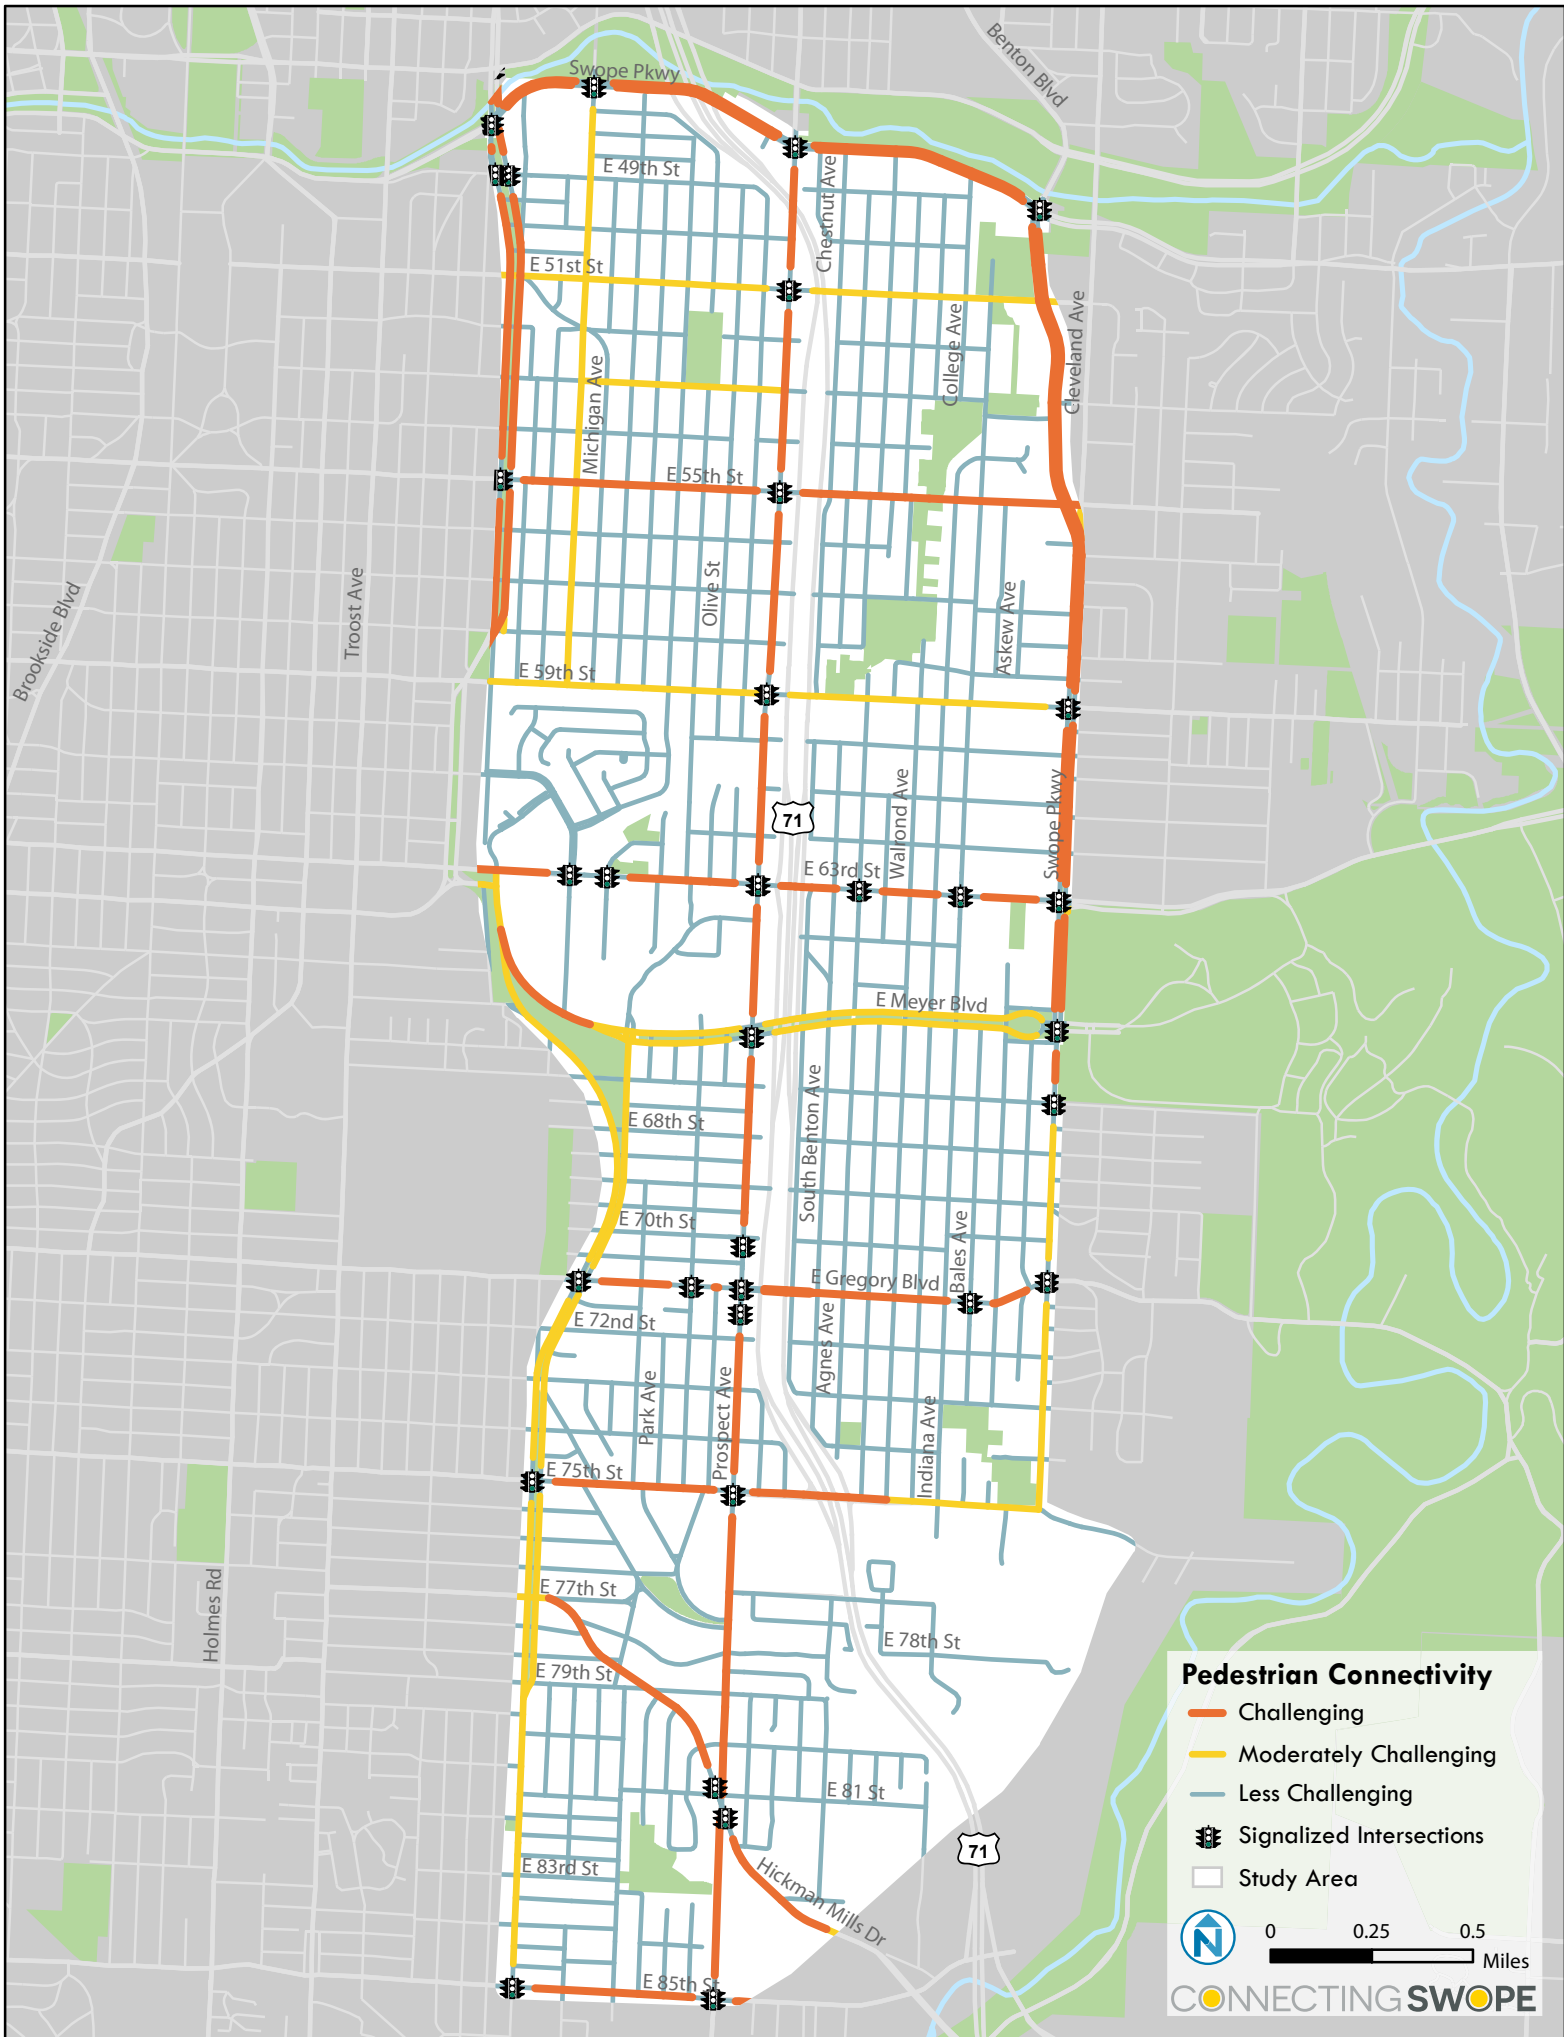 Benton Blvd
Swope Pkwy
E 49th St
Chestnut Ave
E 51st St
College Ave
Cleveland Ave
Michigan Ave
E 55th St
Olive St
Askew Ave
Troost Ave
Brookside Blvd
E 59th St
71
Walrond Ave
Swope Pkwy
E 63rd St
E Meyer Blvd
South Benton Ave
E 68th St
E 70th St
Bales Ave
E Gregory Blvd
E 72nd St
Agnes Ave
Park Ave
Prospect Ave
Indiana Ave
E 75th St
E 77th St
Holmes Rd
E 78th St
E 79th St
E 81 St
71
E 83rd St
Hickman Mills Dr
E 85th St
Pedestrian Connectivity
Challenging
Moderately Challenging
Less Challenging
Signalized Intersections
Study Area
N
0 0.25 0.5
Miles
CONNECTING SWOPE